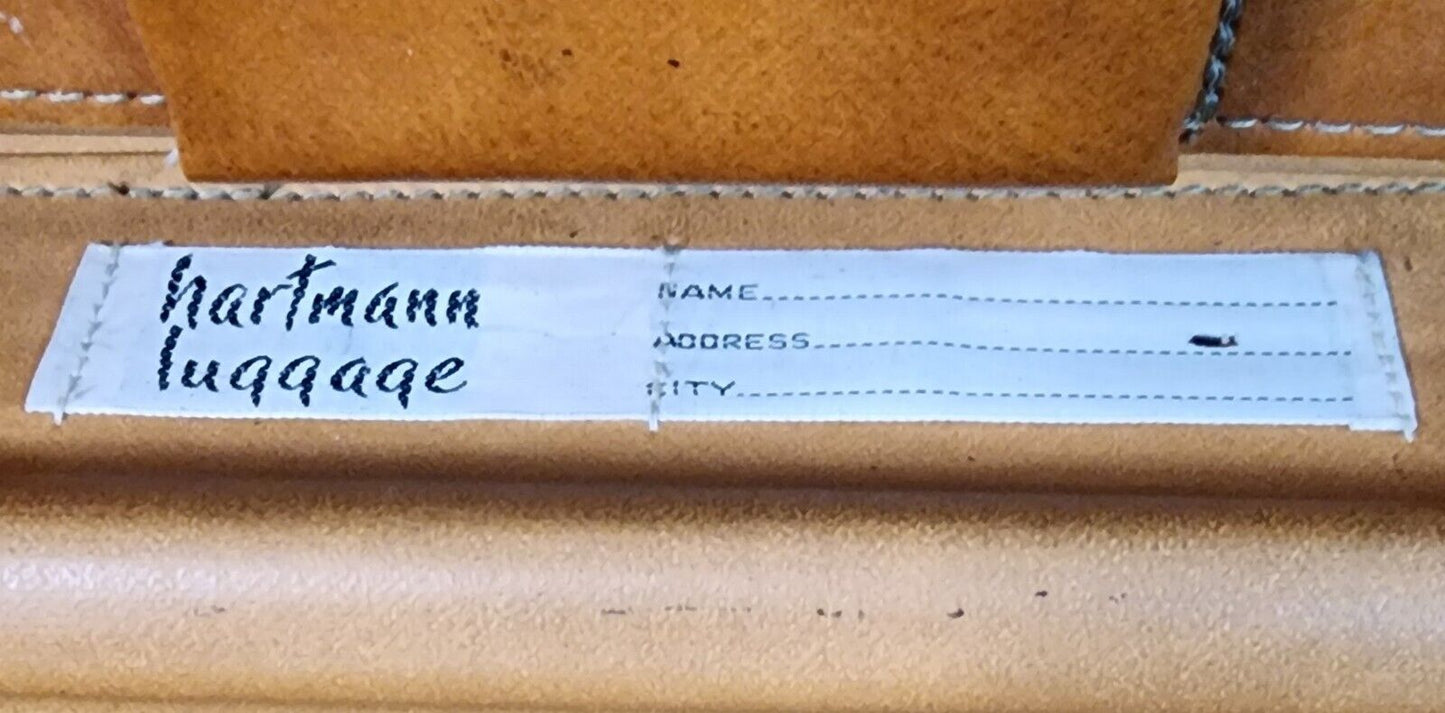 hartmann
luggage
NAME
ADDRESS
CITY